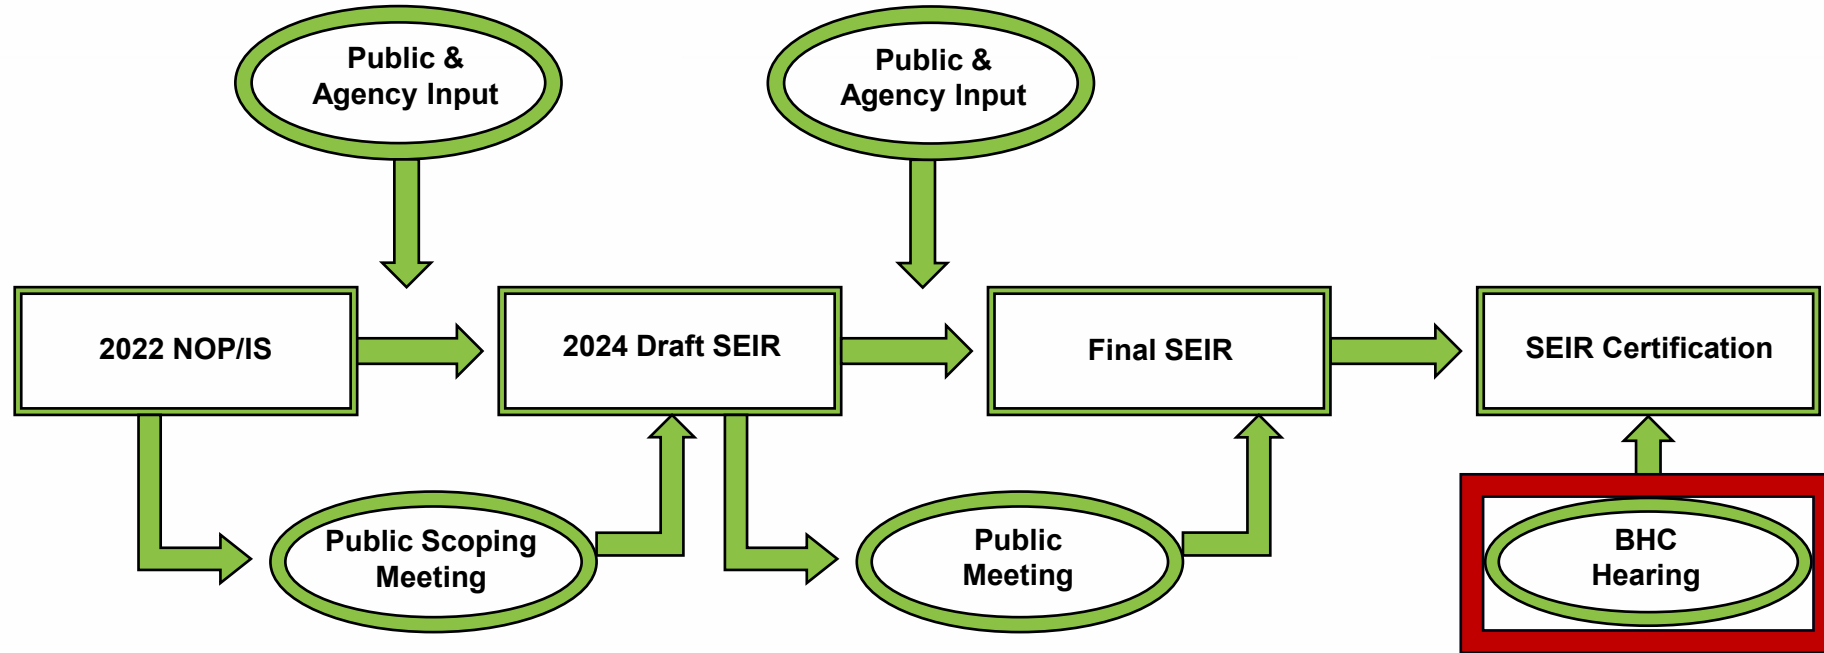 Public &
Agency Input
Public &
Agency Input
2022 NOP/IS
2024 Draft SEIR
Final SEIR
SEIR Certification
Public Scoping
Meeting
Public
Meeting
BHC
Hearing